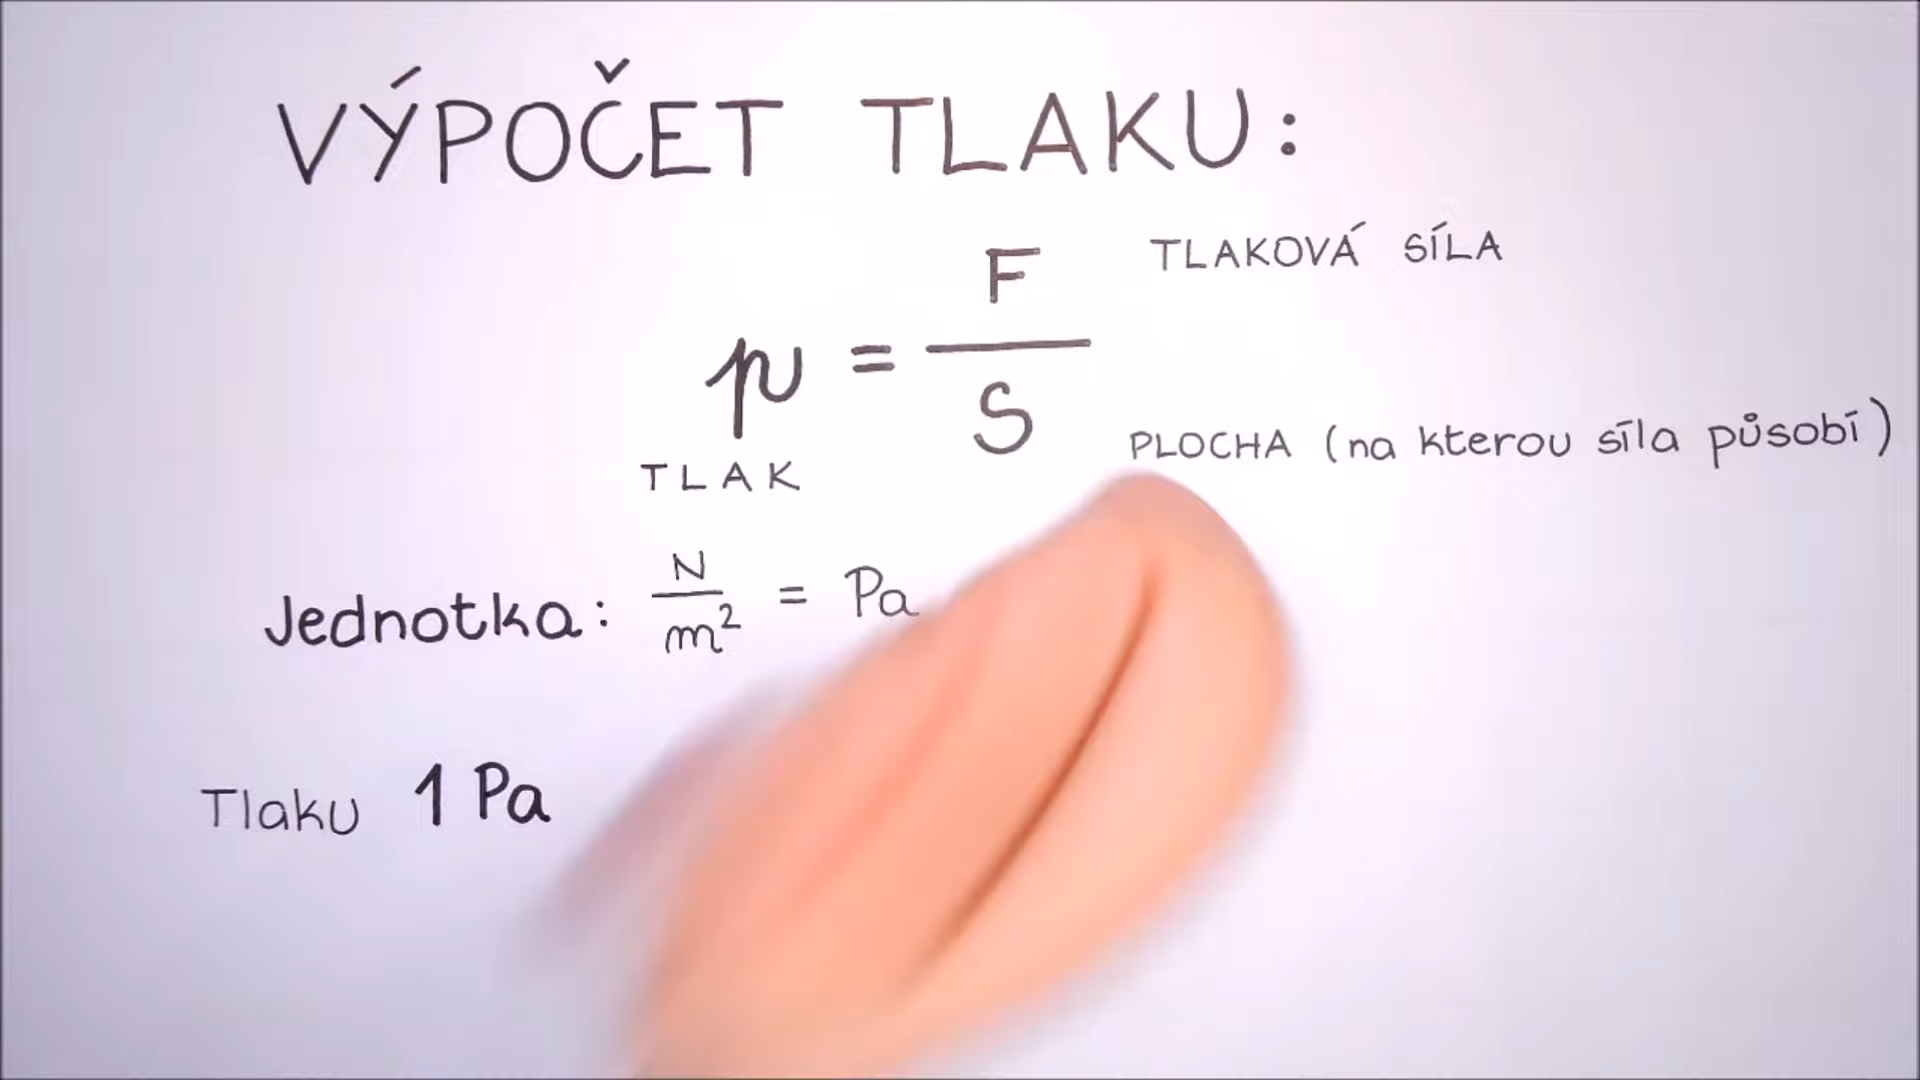 VÝPOČET TLAKU:
F TLAKOVÁ SÍLA
p =
S PLOCHA (na kterou síla působí)
TLAK
Jednotka: N/m² = Pa
Tlaku 1 Pa